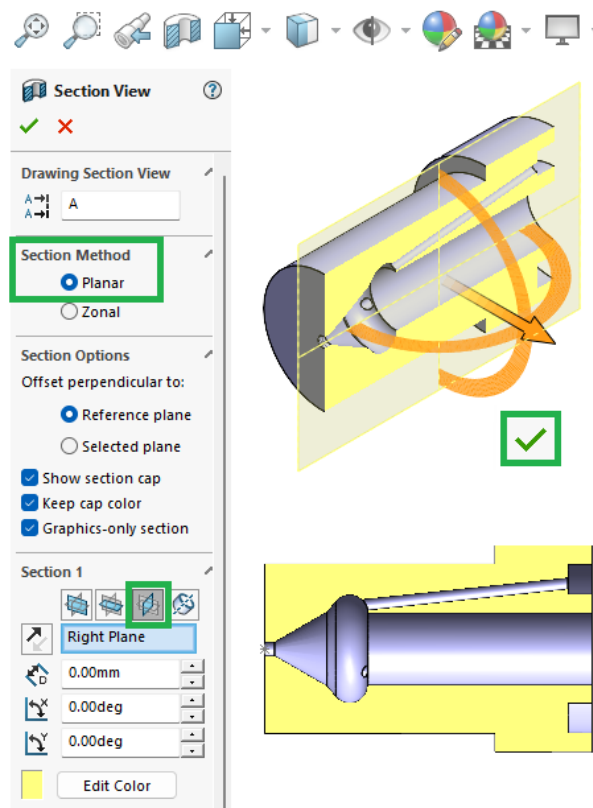 Section View
Drawing Section View
A
Section Method
Planar
Zonal
Section Options
Offset perpendicular to:
Reference plane
Selected plane
Show section cap
Keep cap color
Graphics-only section
Section 1
Right Plane
0.00mm
0.00deg
0.00deg
Edit Color